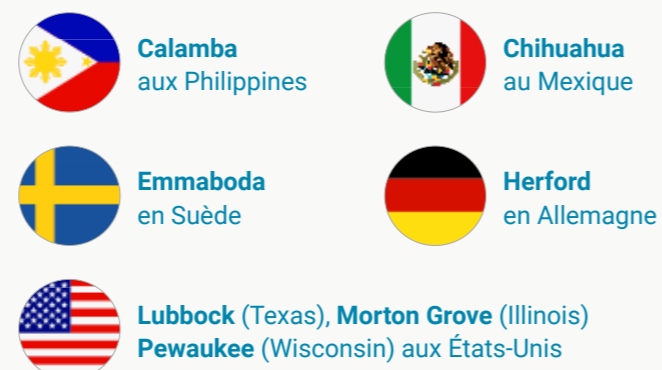 Calamba
aux Philippines
Chihuahua
au Mexique
Emmaboda
en Suède
Herford
en Allemagne
Lubbock (Texas), Morton Grove (Illinois)
Pewaukee (Wisconsin) aux États-Unis